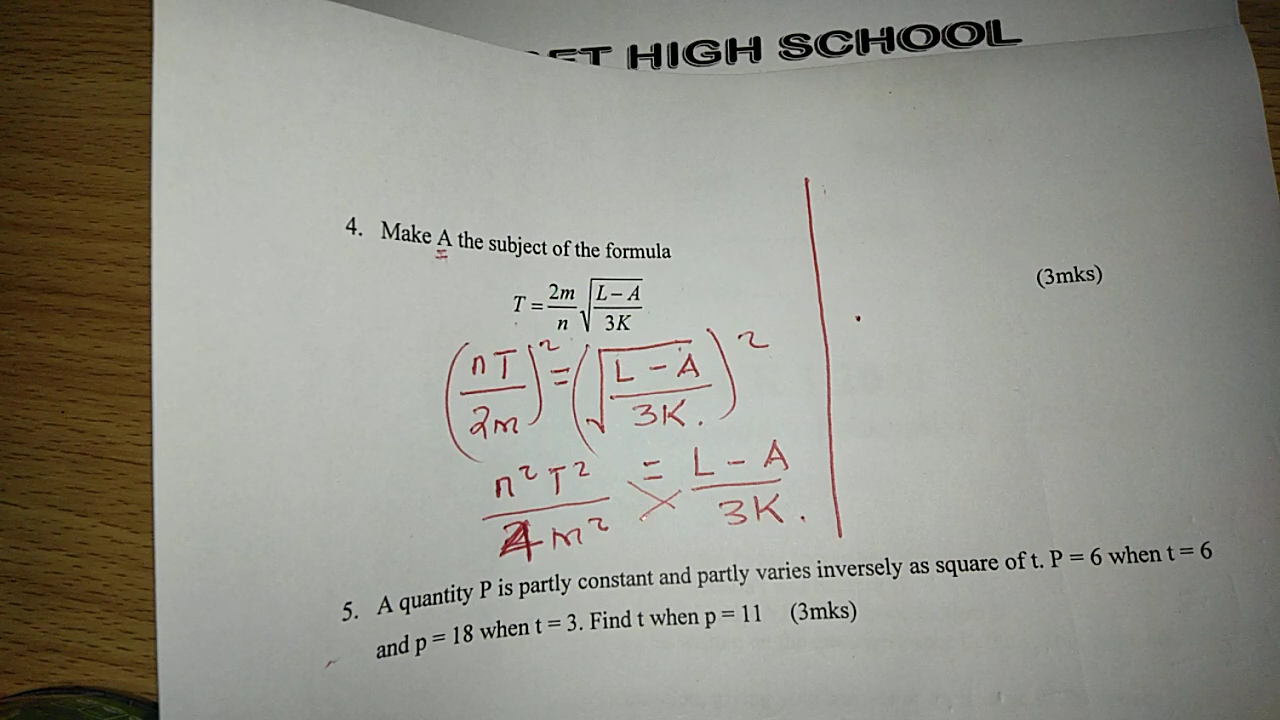 HIGH SCHOOL
4. Make A the subject of the formula
(3mks)
T = 2m/n √(L – A / 3K)
(nT/2m)² = (√(L – A / 3K.))²
n²T²/4m² = L – A / 3K.
5. A quantity P is partly constant and partly varies inversely as square of t. P = 6 when t = 6
and p = 18 when t = 3. Find t when p = 11 (3mks)